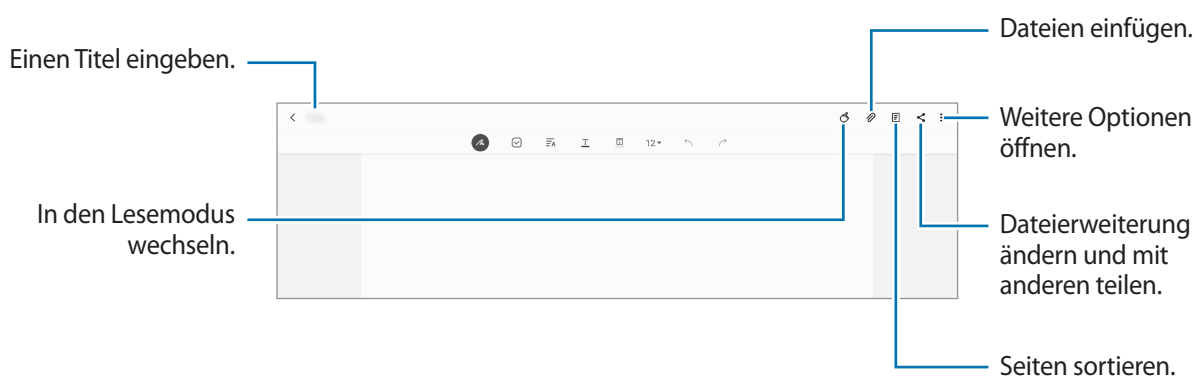 Dateien einfügen.
Einen Titel eingeben.
Weitere Optionen
öffnen.
12
In den Lesemodus
wechseln.
Dateierweiterung
ändern und mit
anderen teilen.
Seiten sortieren.